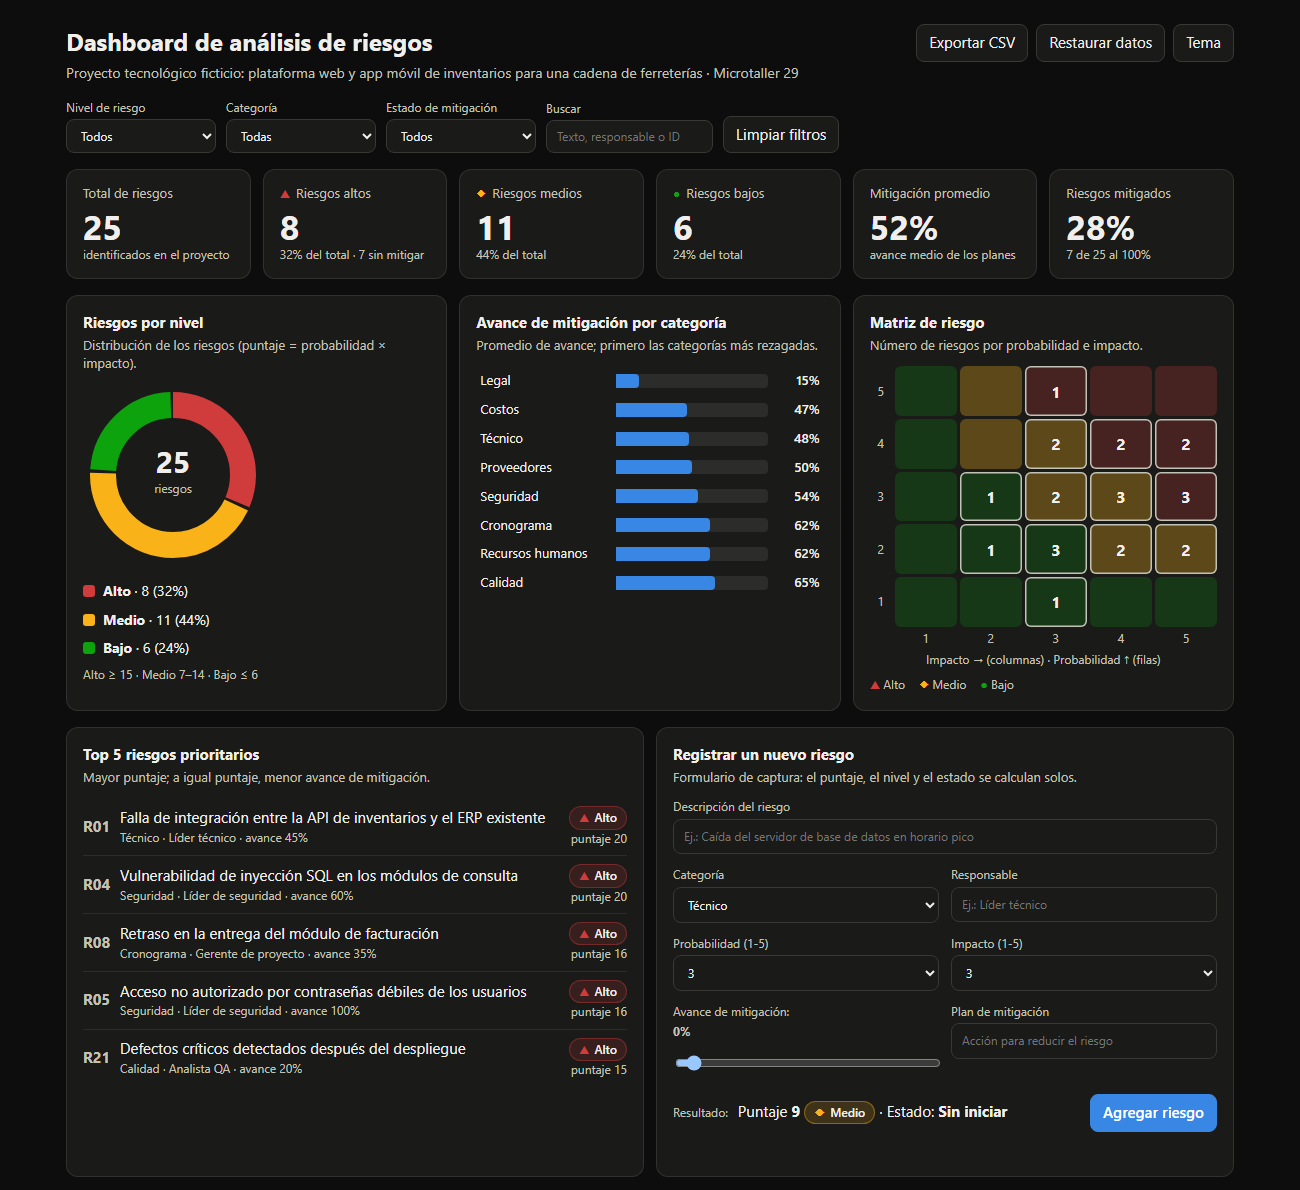 Dashboard de análisis de riesgos
Exportar CSV
Restaurar datos
Tema
Proyecto tecnológico ficticio: plataforma web y app móvil de inventarios para una cadena de ferreterías · Microtaller 29
Nivel de riesgo
Categoría
Estado de mitigación
Buscar
Todos
Todas
Todos
Texto, responsable o ID
Limpiar filtros
Total de riesgos
25
identificados en el proyecto
▲ Riesgos altos
8
32% del total · 7 sin mitigar
◆ Riesgos medios
11
44% del total
● Riesgos bajos
6
24% del total
Mitigación promedio
52%
avance medio de los planes
Riesgos mitigados
28%
7 de 25 al 100%
Riesgos por nivel
Distribución de los riesgos (puntaje = probabilidad ×
impacto).
25
riesgos
Alto · 8 (32%)
Medio · 11 (44%)
Bajo · 6 (24%)
Alto ≥ 15 · Medio 7–14 · Bajo ≤ 6
Avance de mitigación por categoría
Promedio de avance; primero las categorías más rezagadas.
Legal 15%
Costos 47%
Técnico 48%
Proveedores 50%
Seguridad 54%
Cronograma 62%
Recursos humanos 62%
Calidad 65%
Matriz de riesgo
Número de riesgos por probabilidad e impacto.
5 1
4 2 2 2
3 1 2 3 3
2 1 3 2 2
1 1
1 2 3 4 5
Impacto → (columnas) · Probabilidad ↑ (filas)
▲ Alto ◆ Medio ● Bajo
Top 5 riesgos prioritarios
Mayor puntaje; a igual puntaje, menor avance de mitigación.
R01
Falla de integración entre la API de inventarios y el ERP existente
Técnico · Líder técnico · avance 45%
▲ Alto
puntaje 20
R04
Vulnerabilidad de inyección SQL en los módulos de consulta
Seguridad · Líder de seguridad · avance 60%
▲ Alto
puntaje 20
R08
Retraso en la entrega del módulo de facturación
Cronograma · Gerente de proyecto · avance 35%
▲ Alto
puntaje 16
R05
Acceso no autorizado por contraseñas débiles de los usuarios
Seguridad · Líder de seguridad · avance 100%
▲ Alto
puntaje 16
R21
Defectos críticos detectados después del despliegue
Calidad · Analista QA · avance 20%
▲ Alto
puntaje 15
Registrar un nuevo riesgo
Formulario de captura: el puntaje, el nivel y el estado se calculan solos.
Descripción del riesgo
Ej.: Caída del servidor de base de datos en horario pico
Categoría
Responsable
Técnico
Ej.: Líder técnico
Probabilidad (1-5)
Impacto (1-5)
3
3
Avance de mitigación:
0%
Plan de mitigación
Acción para reducir el riesgo
Resultado: Puntaje 9 ◆ Medio · Estado: Sin iniciar
Agregar riesgo